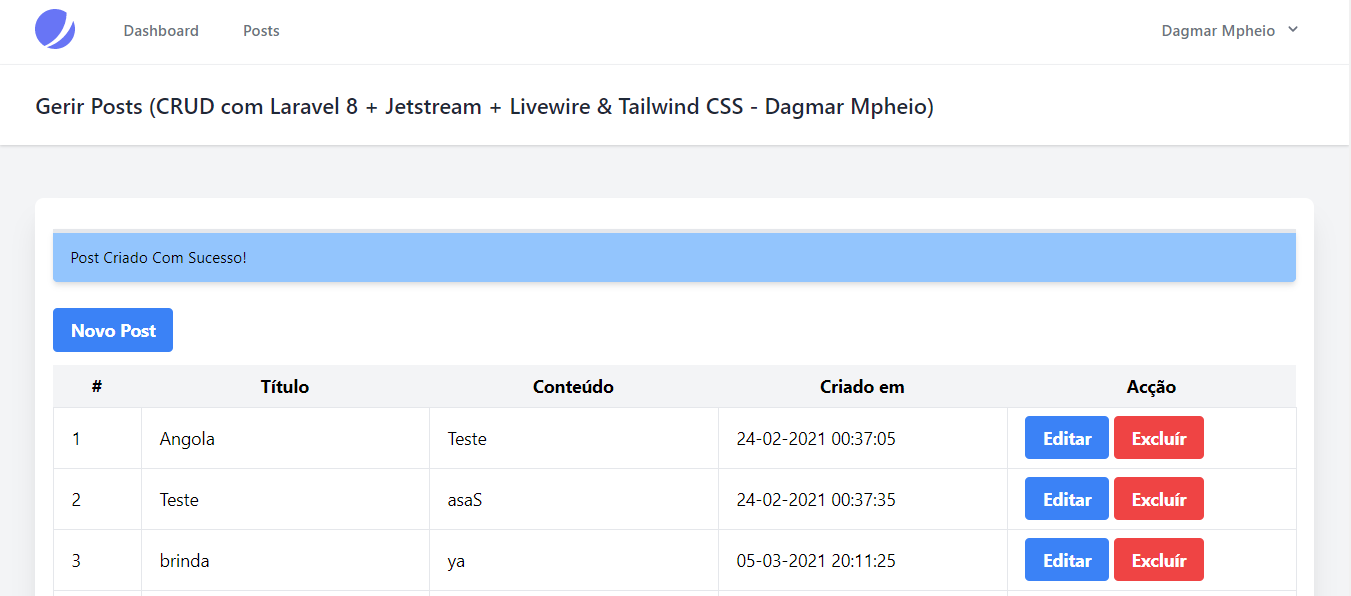 Dashboard Posts Dagmar Mpheio
Gerir Posts (CRUD com Laravel 8 + Jetstream + Livewire & Tailwind CSS - Dagmar Mpheio)
Post Criado Com Sucesso!
Novo Post
# Título Conteúdo Criado em Acção
1 Angola Teste 24-02-2021 00:37:05 Editar Excluír
2 Teste asaS 24-02-2021 00:37:35 Editar Excluír
3 brinda ya 05-03-2021 20:11:25 Editar Excluír